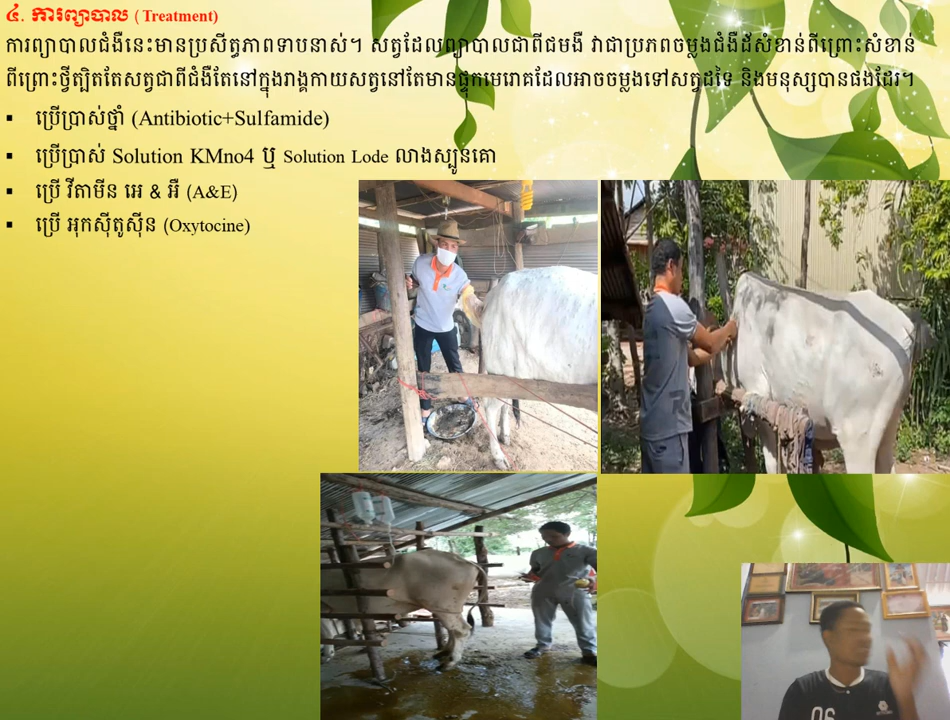 ៤. ការព្យាបាល ( Treatment)
ការព្យាបាលជំងឺនេះមានប្រសិត្ធភាពទាបនាស់។ សត្វដែលព្យាបាលជាពីជមងឺ វាជាប្រភពចម្លងជំងឺដ៏សំខាន់ពីព្រោះសំខាន់
ពីព្រោះថ្វីត្បិតតែសត្វជាពីជំងឺតែនៅក្នុងរាង្គកាយសត្វនៅតែមានផ្ទុកមេរោគដែលអាចចម្លងទៅសត្វដទៃ និងមនុស្សបានផងដែរ។
▪ ប្រើប្រាស់ថ្នាំ (Antibiotic+Sulfamide)
▪ ប្រើប្រាស់ Solution KMno4 ឬ Solution Lode លាងស្បូនគោ
▪ ប្រើ វីតាមីន អេ & អឺ (A&E)
▪ ប្រើ អុកស៊ីតូស៊ីន (Oxytocine)
06